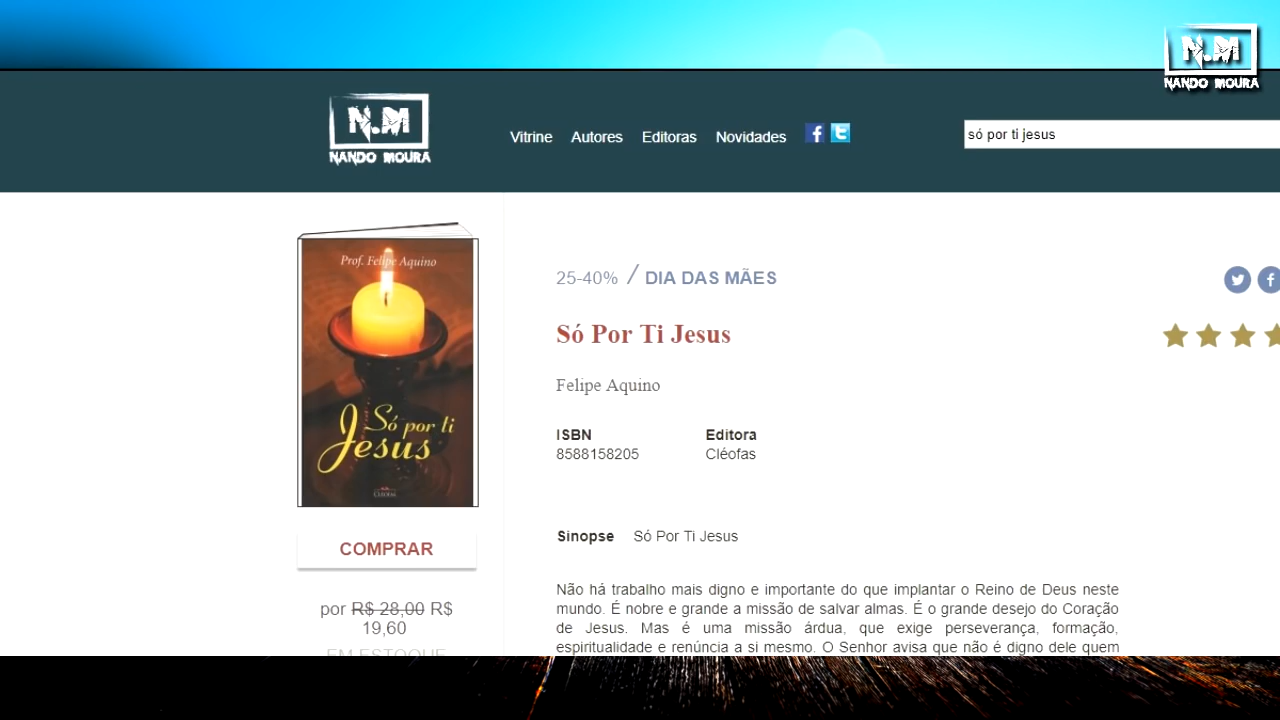 N.M
NANDO MOURA
N.M
NANDO MOURA
Vitrine Autores Editoras Novidades
só por ti jesus
Prof. Felipe Aquino
Só por ti
Jesus
CLÉOFAS
COMPRAR
por R$ 28,00 R$
19,60
EM ESTOQUE
25-40% / DIA DAS MÃES
Só Por Ti Jesus
Felipe Aquino
ISBN Editora
8588158205 Cléofas
Sinopse Só Por Ti Jesus
Não há trabalho mais digno e importante do que implantar o Reino de Deus neste
mundo. É nobre e grande a missão de salvar almas. É o grande desejo do Coração
de Jesus. Mas é uma missão árdua, que exige perseverança, formação,
espiritualidade e renúncia a si mesmo. O Senhor avisa que não é digno dele quem